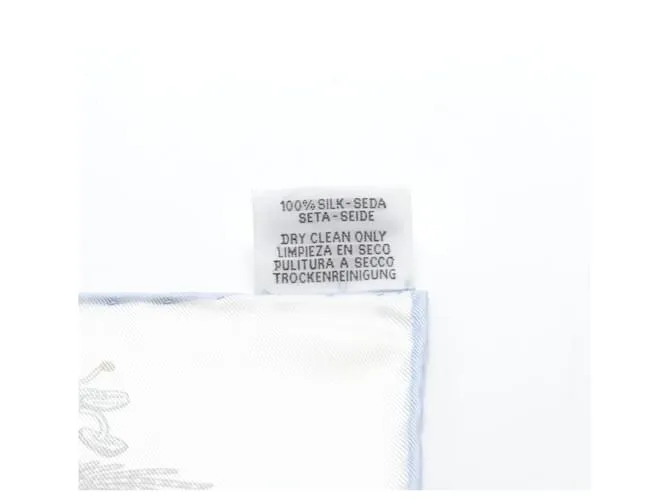 100% SILK-SEDA
SETA-SEIDE
DRY CLEAN ONLY
LIMPIEZA EN SECO
PULITURA A SECCO
TROCKENREINIGUNG